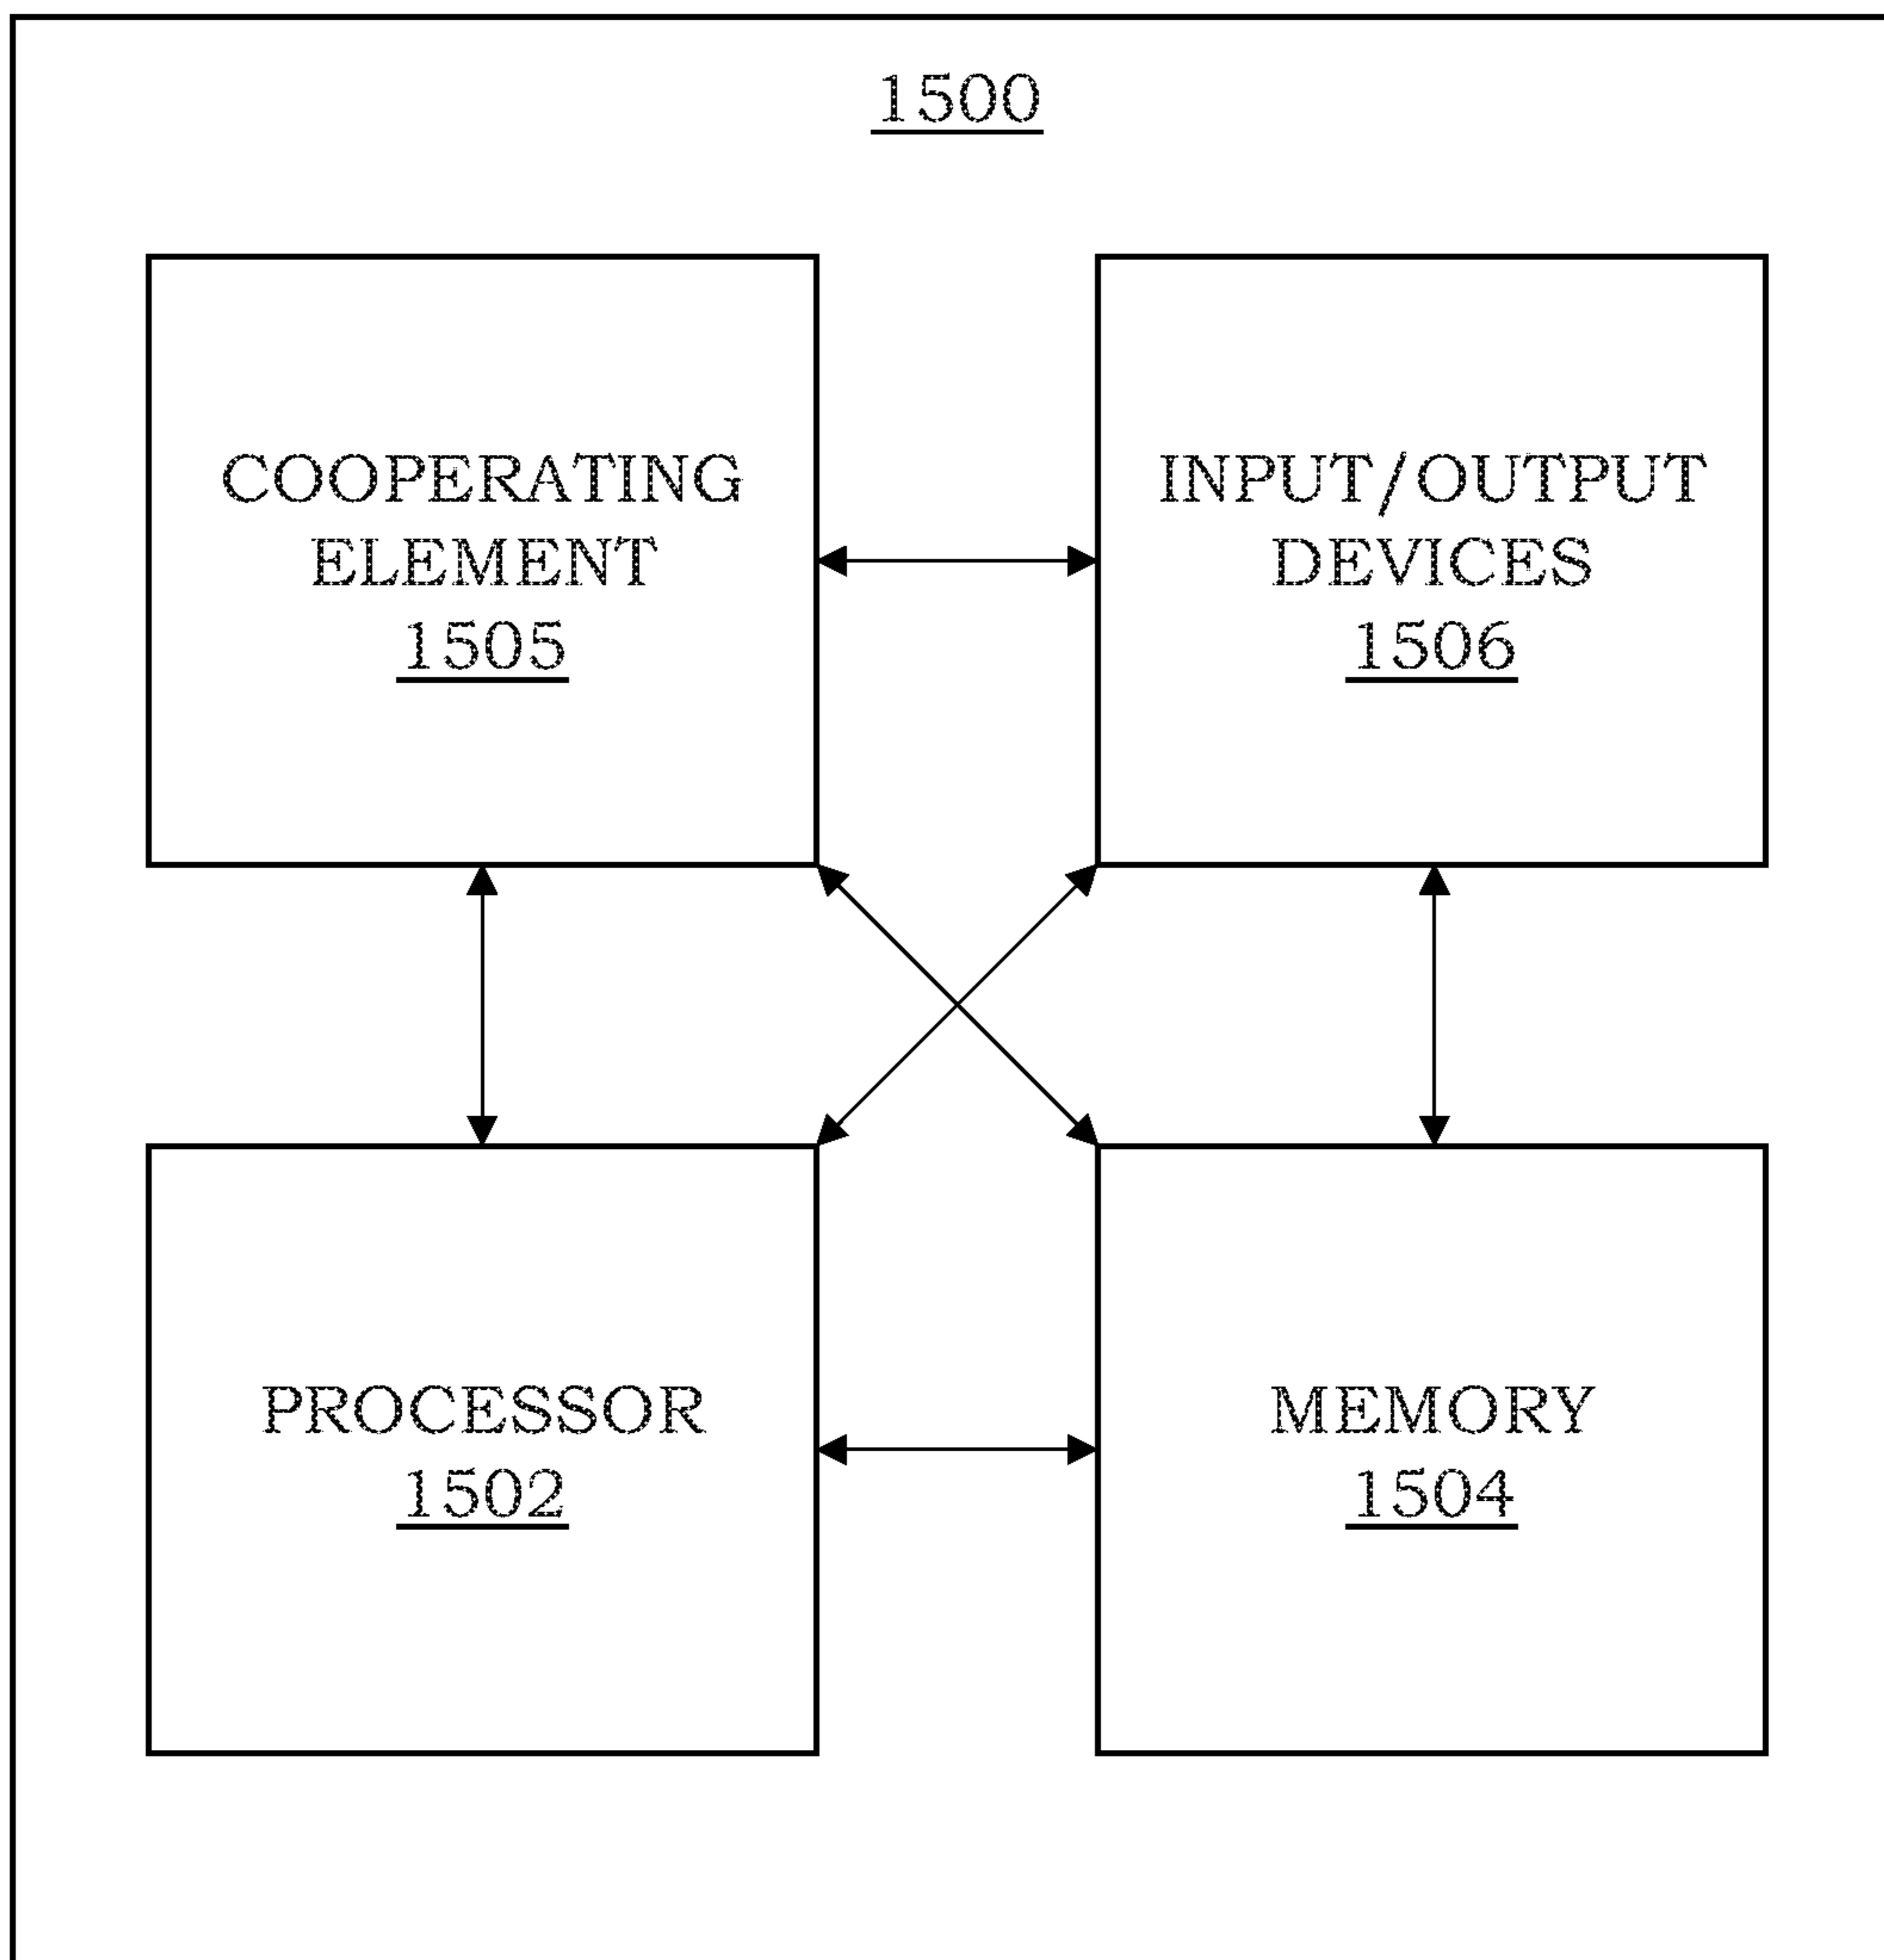 1500
COOPERATING
ELEMENT
1505
INPUT/OUTPUT
DEVICES
1506
PROCESSOR
1502
MEMORY
1504